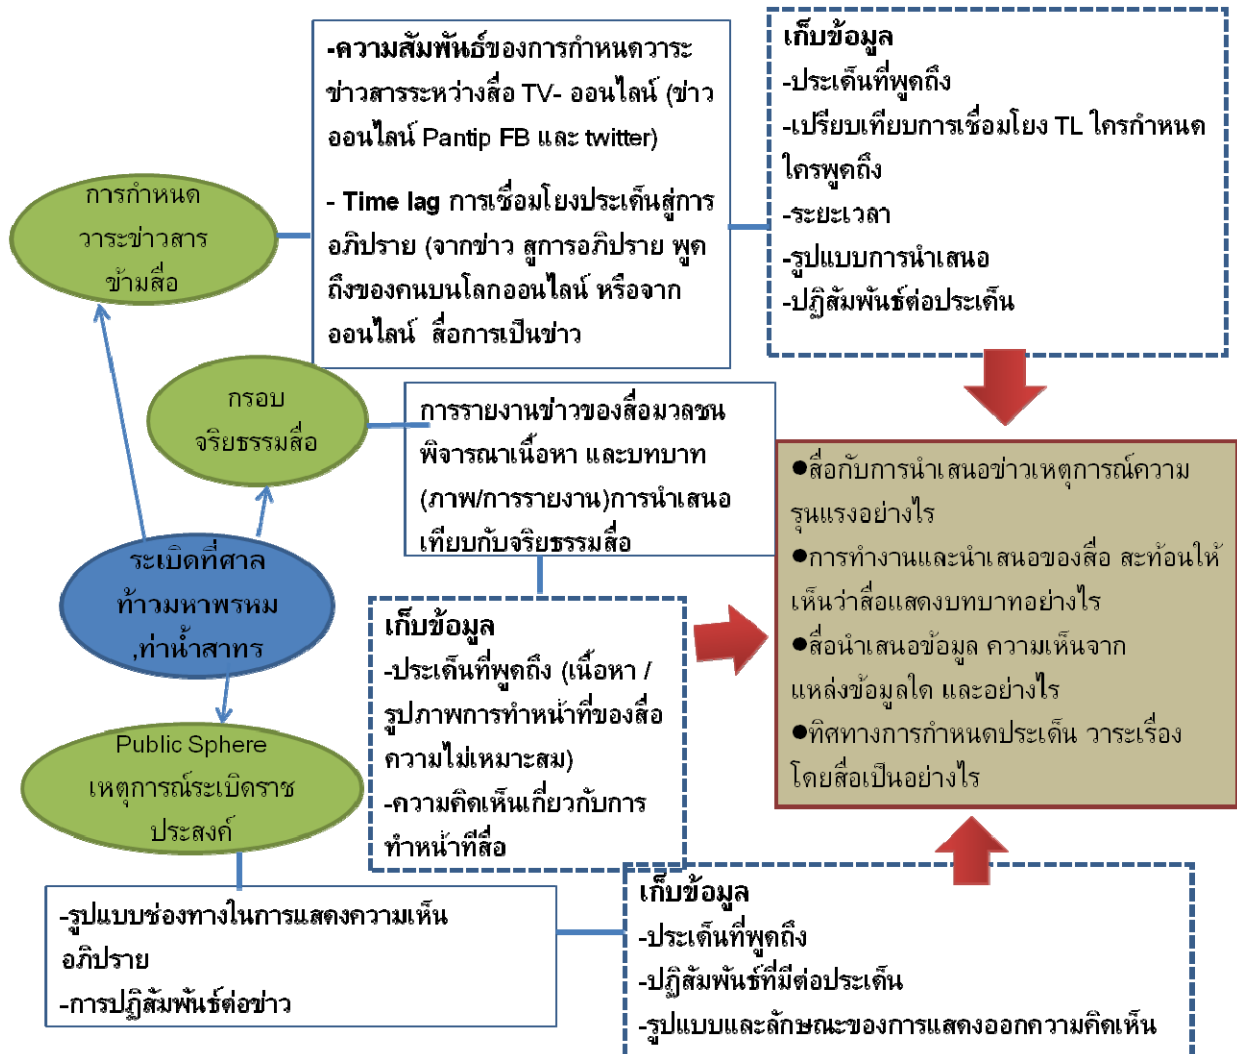 การกำหนด
วาระข่าวสาร
ข้ามสื่อ
-ความสัมพันธ์ของการกำหนดวาระ
ข่าวสารระหว่างสื่อ TV- ออนไลน์ (ข่าว
ออนไลน์ Pantip FB และ twitter)
- Time lag การเชื่อมโยงประเด็นสู่การ
อภิปราย (จากข่าว สูการอภิปราย พูด
ถึงของคนบนโลกออนไลน์ หรือจาก
ออนไลน์ สื่อการเป็นข่าว
เก็บข้อมูล
-ประเด็นที่พูดถึง
-เปรียบเทียบการเชื่อมโยง TL ใครกำหนด
ใครพูดถึง
-ระยะเวลา
-รูปแบบการนำเสนอ
-ปฏิสัมพันธ์ต่อประเด็น
กรอบ
จริยธรรมสื่อ
การรายงานข่าวของสื่อมวลชน
พิจารณาเนื้อหา และบทบาท
(ภาพ/การรายงาน)การนำเสนอ
เทียบกับจริยธรรมสื่อ
ระเบิดที่ศาล
ท้าวมหาพรหม
,ท่าน้ำสาทร
เก็บข้อมูล
-ประเด็นที่พูดถึง (เนื้อหา /
รูปภาพการทำหน้าที่ของสื่อ
ความไม่เหมาะสม)
-ความคิดเห็นเกี่ยวกับการ
ทำหน้าที่สื่อ
●สื่อกับการนำเสนอข่าวเหตุการณ์ความ
รุนแรงอย่างไร
●การทำงานและนำเสนอของสื่อ สะท้อนให้
เห็นว่าสื่อแสดงบทบาทอย่างไร
●สื่อนำเสนอข้อมูล ความเห็นจาก
แหล่งข้อมูลใด และอย่างไร
●ทิศทางการกำหนดประเด็น วาระเรื่อง
โดยสื่อเป็นอย่างไร
Public Sphere
เหตุการณ์ระเบิดราช
ประสงค์
-รูปแบบช่องทางในการแสดงความเห็น
อภิปราย
-การปฏิสัมพันธ์ต่อข่าว
เก็บข้อมูล
-ประเด็นที่พูดถึง
-ปฏิสัมพันธ์ที่มีต่อประเด็น
-รูปแบบและลักษณะของการแสดงออกความคิดเห็น